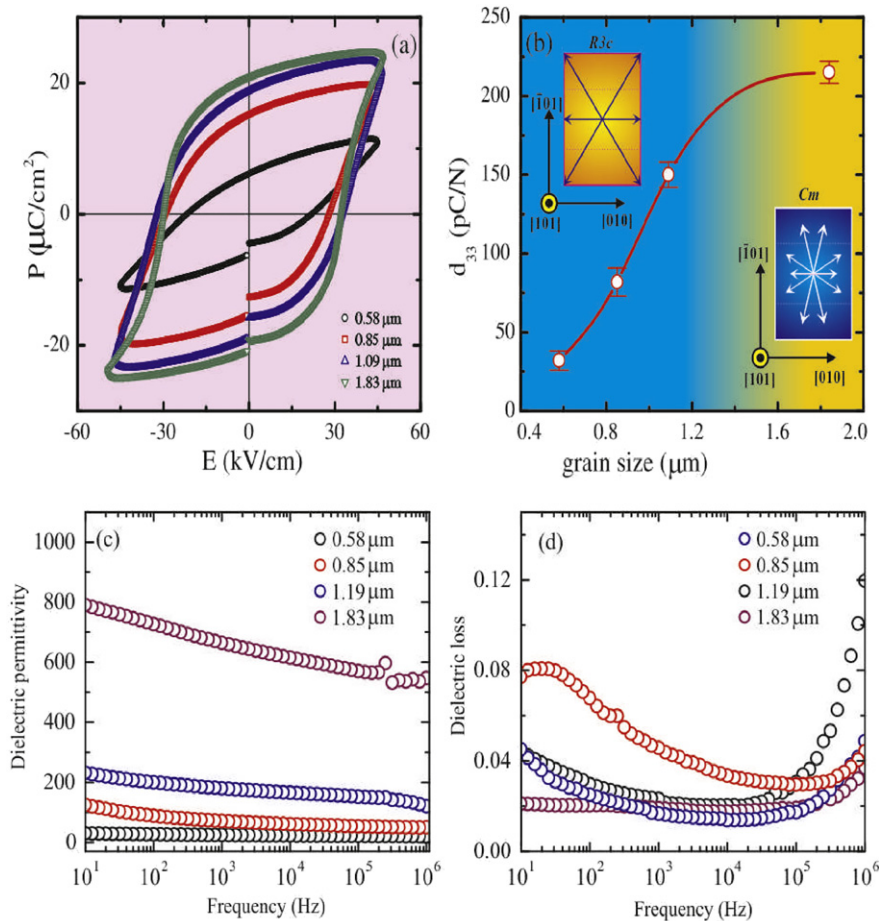 (a)
P (μC/cm²)
20
0
-20
-60
-30
0
30
60
E (kV/cm)
0.58 μm
0.85 μm
1.09 μm
1.83 μm
(b)
d₃₃ (pC/N)
250
225
200
175
150
125
100
75
50
25
0
0.4
0.8
1.2
1.6
2.0
grain size (μm)
R3c
[1̄01]
[101]
[010]
Cm
[1̄01]
[101]
[010]
(c)
Dielectric permittivity
1000
800
600
400
200
0
10¹
10²
10³
10⁴
10⁵
10⁶
Frequency (Hz)
0.58 μm
0.85 μm
1.19 μm
1.83 μm
(d)
Dielectric loss
0.12
0.08
0.04
0.00
10¹
10²
10³
10⁴
10⁵
10⁶
Frequency (Hz)
0.58 μm
0.85 μm
1.19 μm
1.83 μm